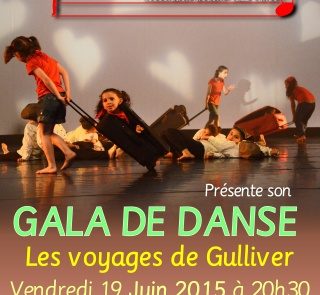 Présente son
GALA DE DANSE
Les voyages de Gulliver
Vendredi 19 Juin 2015 à 20h30